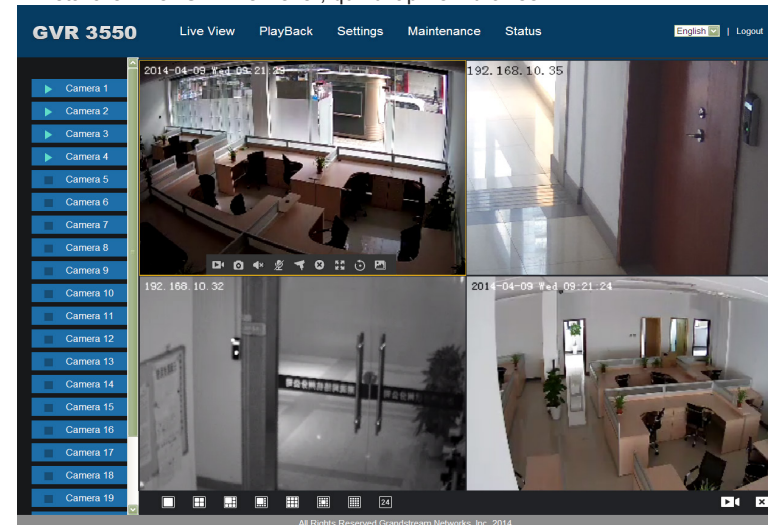 GVR 3550
Live View PlayBack Settings Maintenance Status
English | Logout
Camera 1
Camera 2
Camera 3
Camera 4
Camera 5
Camera 6
Camera 7
Camera 8
Camera 9
Camera 10
Camera 11
Camera 12
Camera 13
Camera 14
Camera 15
Camera 16
Camera 17
Camera 18
Camera 19
2014-04-09 Wed 09:21:29
192.168.10.35
192.168.10.32
2014-04-09 Wed 09:21:24
24
All Rights Reserved Grandstream Networks, Inc. 2014